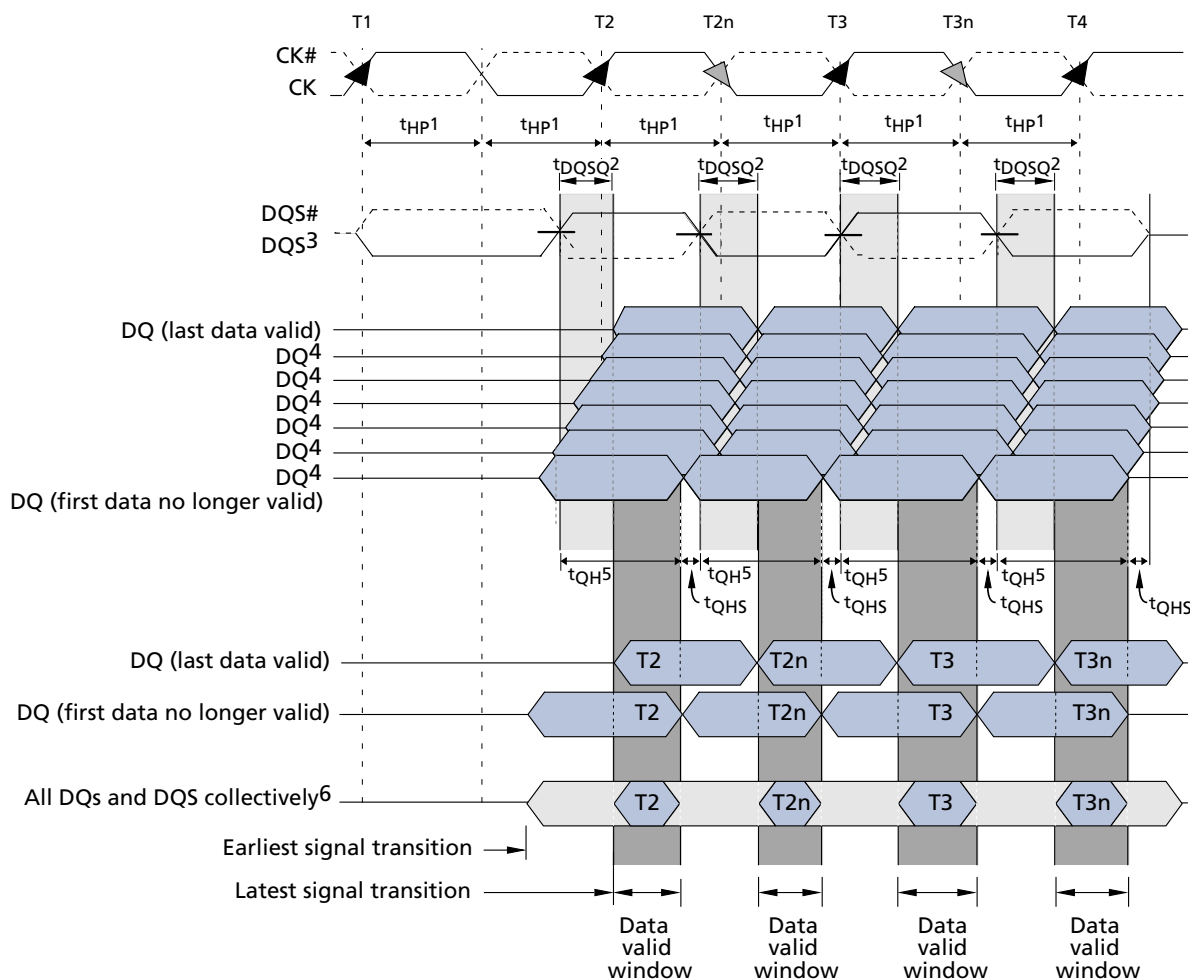 T1 T2 T2n T3 T3n T4
CK#
CK
tHP1 tHP1 tHP1 tHP1 tHP1 tHP1
tDQSQ2 tDQSQ2 tDQSQ2 tDQSQ2
DQS#
DQS3
DQ (last data valid)
DQ4
DQ4
DQ4
DQ4
DQ4
DQ4
DQ (first data no longer valid)
tQH5 tQH5 tQH5 tQH5
tQHS tQHS tQHS tQHS
DQ (last data valid) T2 T2n T3 T3n
DQ (first data no longer valid) T2 T2n T3 T3n
All DQs and DQS collectively6 T2 T2n T3 T3n
Earliest signal transition
Latest signal transition
Data Data Data Data
valid valid valid valid
window window window window